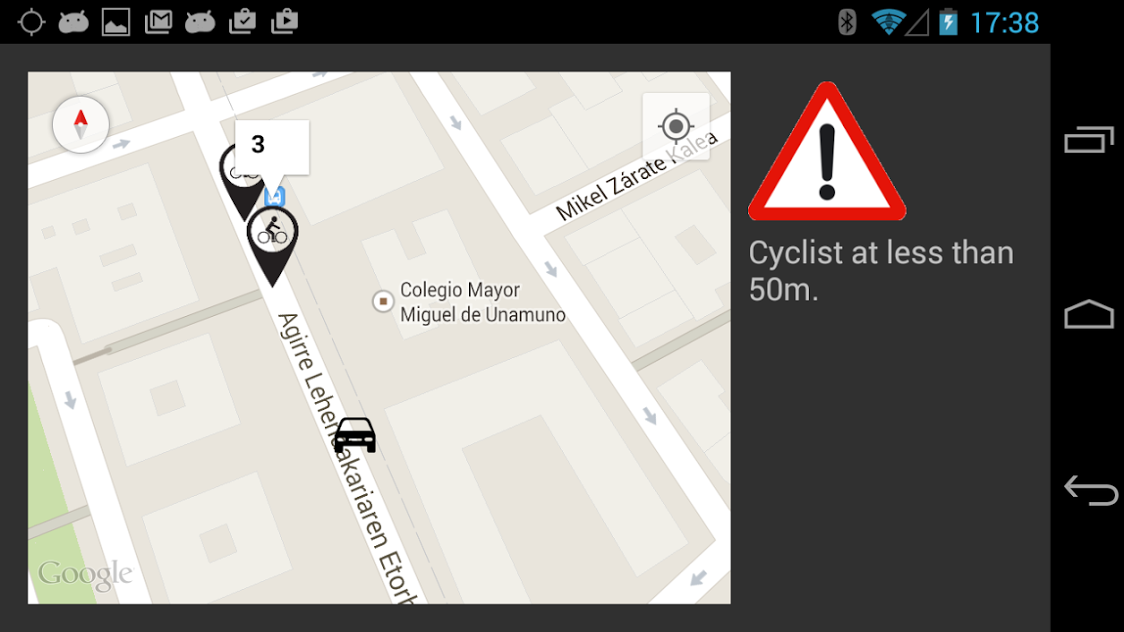 17:38
3
Mikel Zárate Kalea
Colegio Mayor
Miguel de Unamuno
Agirre Lehendakariaren Etorb
Google
Cyclist at less than
50m.